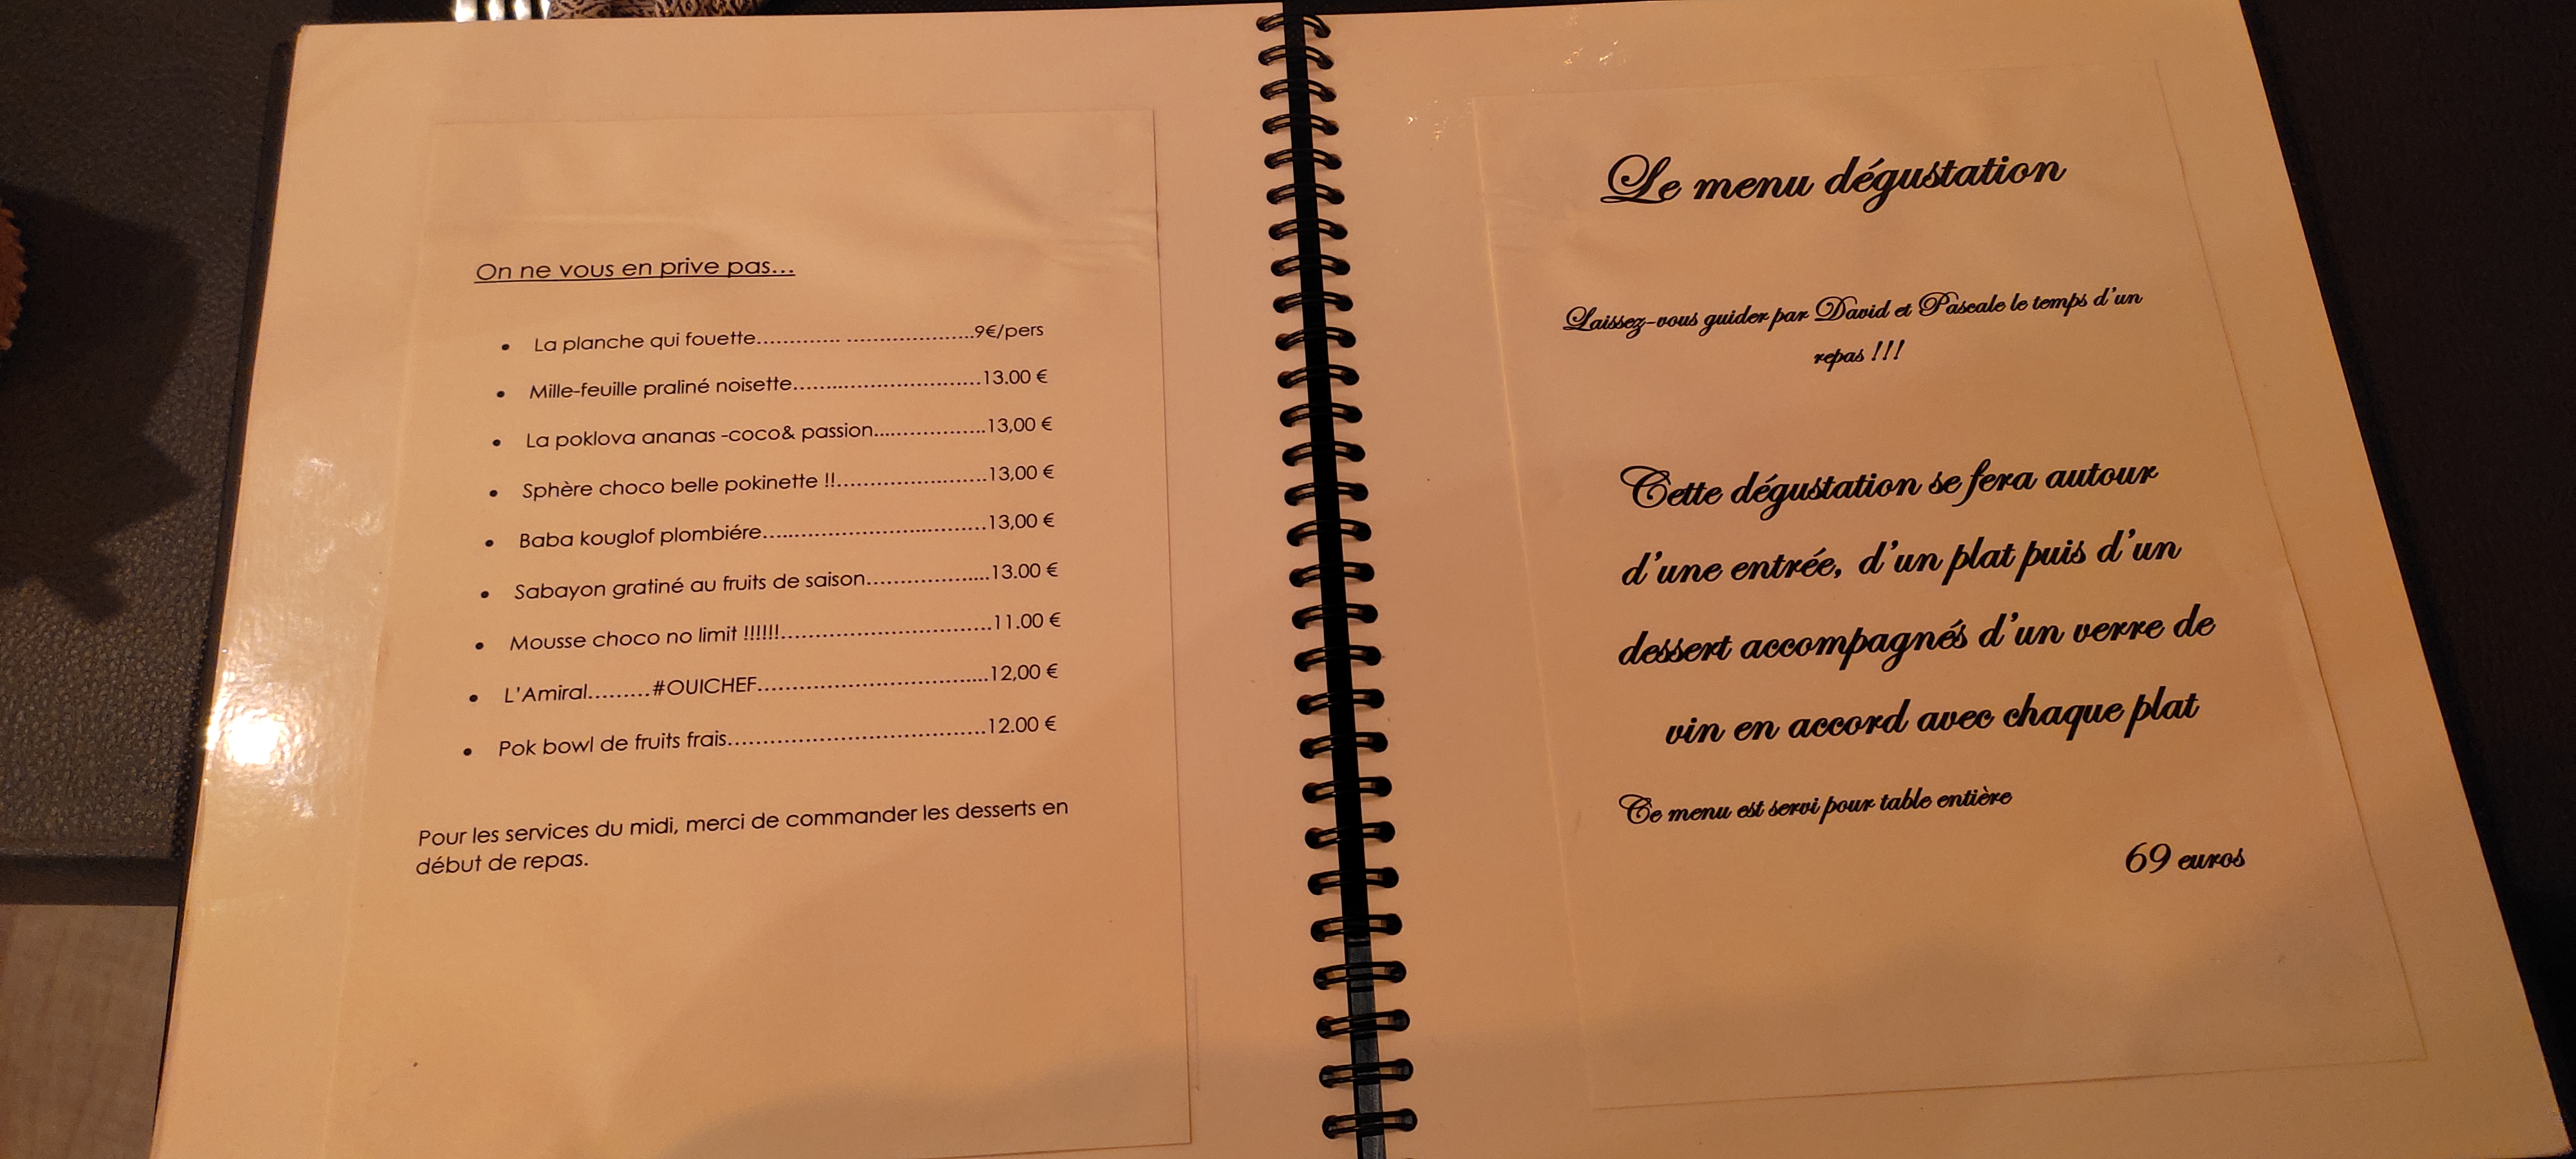 On ne vous en prive pas...
• La planche qui fouette............. .....................9€/pers
• Mille-feuille praliné noisette................................13.00 €
• La poklova ananas -coco& passion...................13,00 €
• Sphère choco belle pokinette !!.........................13,00 €
• Baba kouglof plombiére.....................................13,00 €
• Sabayon gratiné au fruits de saison.....................13.00 €
• Mousse choco no limit !!!!!!...................................11.00 €
• L'Amiral.........#OUICHEF.....................................12,00 €
• Pok bowl de fruits frais..........................................12.00 €
Pour les services du midi, merci de commander les desserts en
début de repas.
Le menu dégustation
Laissez-vous guider par David et Pascale le temps d'un
repas !!!
Cette dégustation se fera autour
d'une entrée, d'un plat puis d'un
dessert accompagnés d'un verre de
vin en accord avec chaque plat
Ce menu est servi pour table entière
69 euros